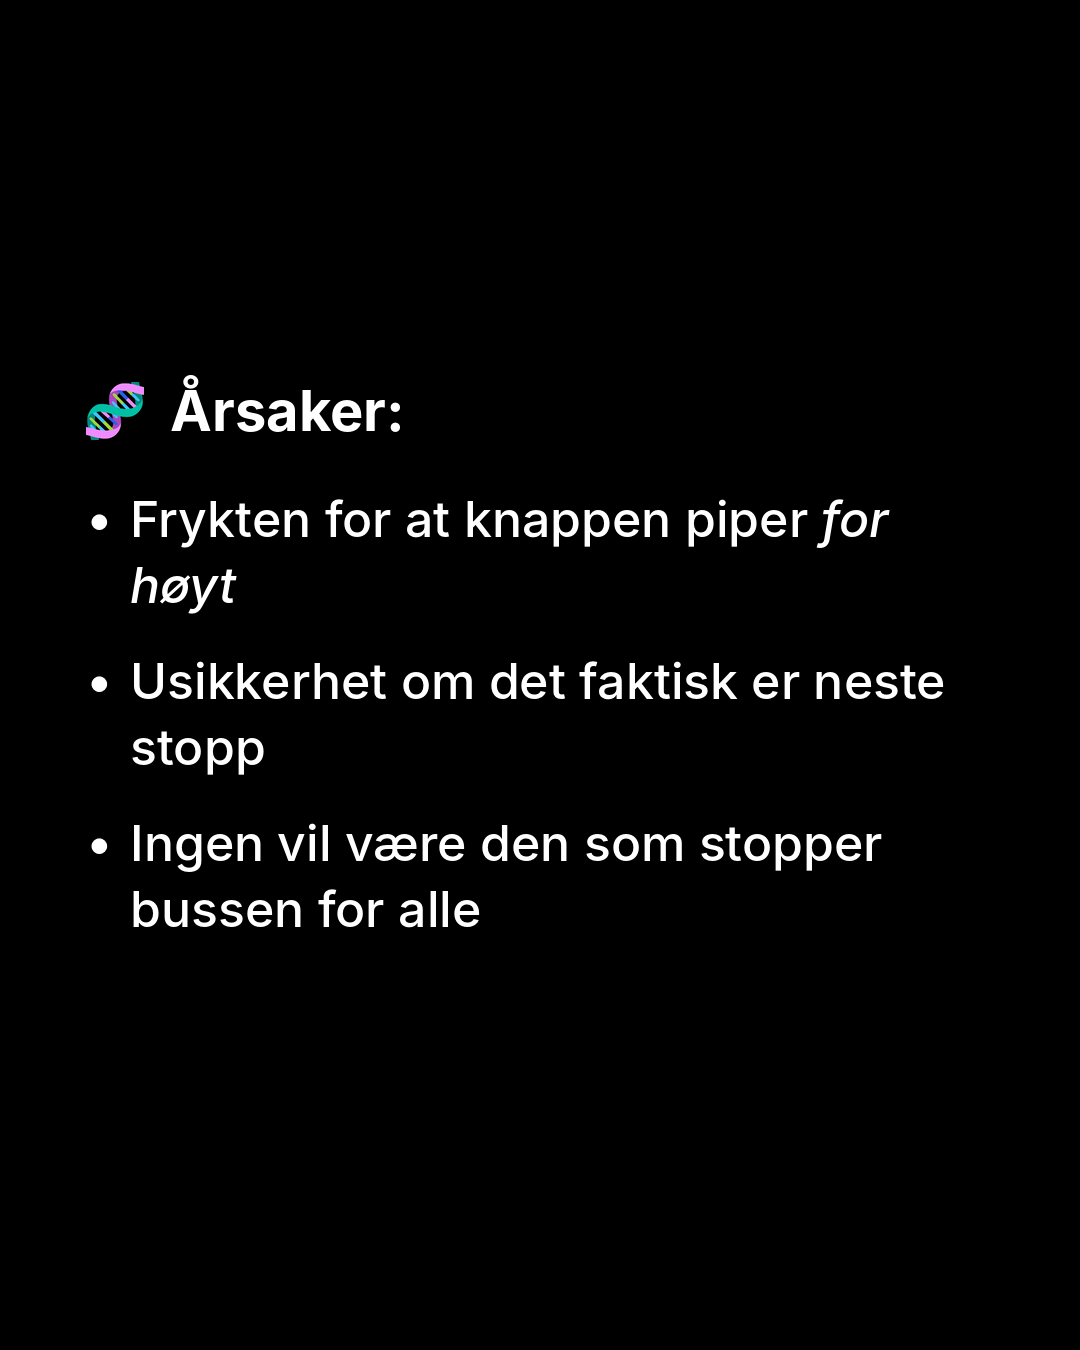 🧬 Årsaker:
• Frykten for at knappen piper for
høyt
• Usikkerhet om det faktisk er neste
stopp
• Ingen vil være den som stopper
bussen for alle